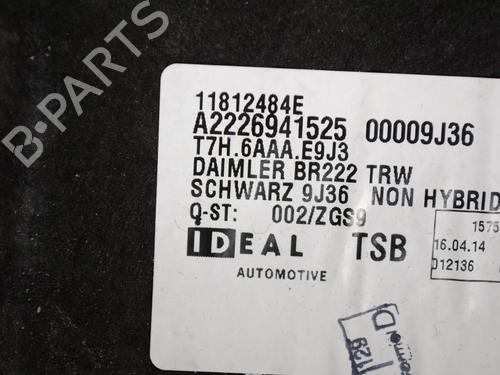 11812484E
A2226941525 00009J36
T7H.6AAA.E9J3
DAIMLER BR222 TRW
SCHWARZ 9J36 NON HYBRID
Q-ST: 002/ZGS9
IDEAL TSB
AUTOMOTIVE
1575
16.04.14
D12136
B-PARTS